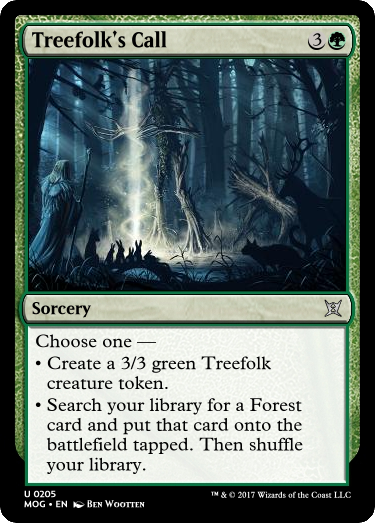 Treefolk's Call 3
Sorcery
Choose one —
• Create a 3/3 green Treefolk
creature token.
• Search your library for a Forest
card and put that card onto the
battlefield tapped. Then shuffle
your library.
U 0205
MOG • EN Ben Wootten
™ & © 2017 Wizards of the Coast LLC